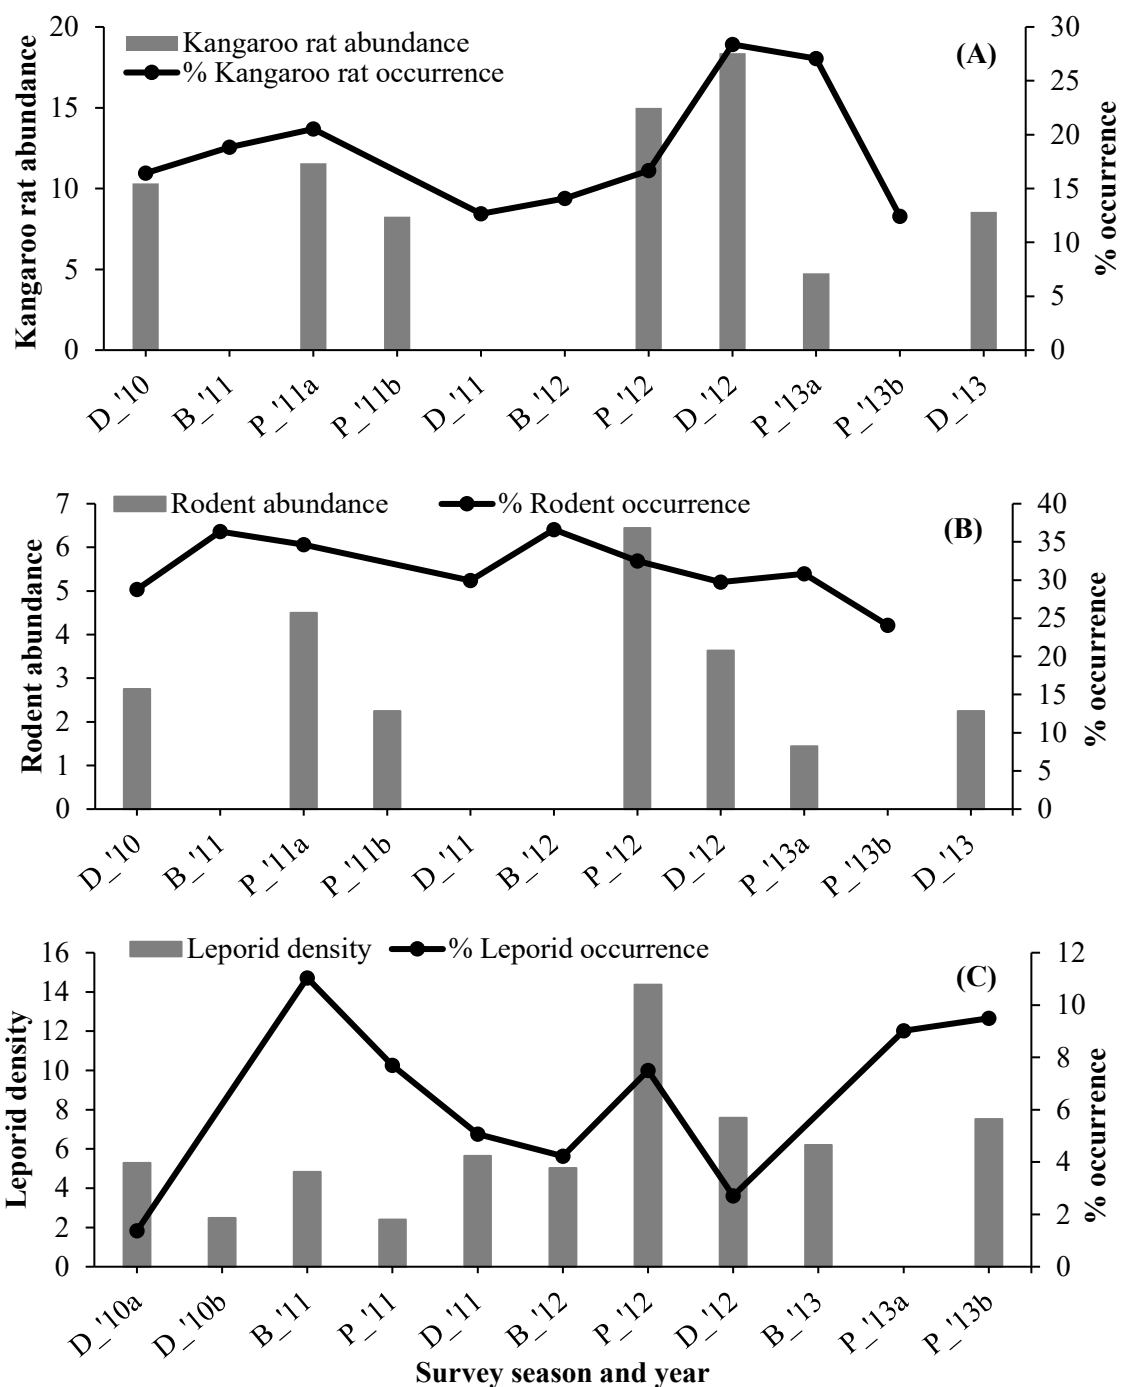 Kangaroo rat abundance
% Kangaroo rat occurrence
(A)
Kangaroo rat abundance
20
15
10
5
0
30
25
20
15
10
5
0
% occurrence
D_'10
B_'11
P_'11a
P_'11b
D_'11
B_'12
P_'12
D_'12
P_'13a
P_'13b
D_'13
Rodent abundance
% Rodent occurrence
(B)
Rodent abundance
7
6
5
4
3
2
1
0
40
35
30
25
20
15
10
5
0
% occurrence
D_'10
B_'11
P_'11a
P_'11b
D_'11
B_'12
P_'12
D_'12
P_'13a
P_'13b
D_'13
Leporid density
% Leporid occurrence
(C)
Leporid density
16
14
12
10
8
6
4
2
0
12
10
8
6
4
2
0
% occurrence
D_'10a
D_'10b
B_'11
P_'11
D_'11
B_'12
P_'12
D_'12
B_'13
P_'13a
P_'13b
Survey season and year